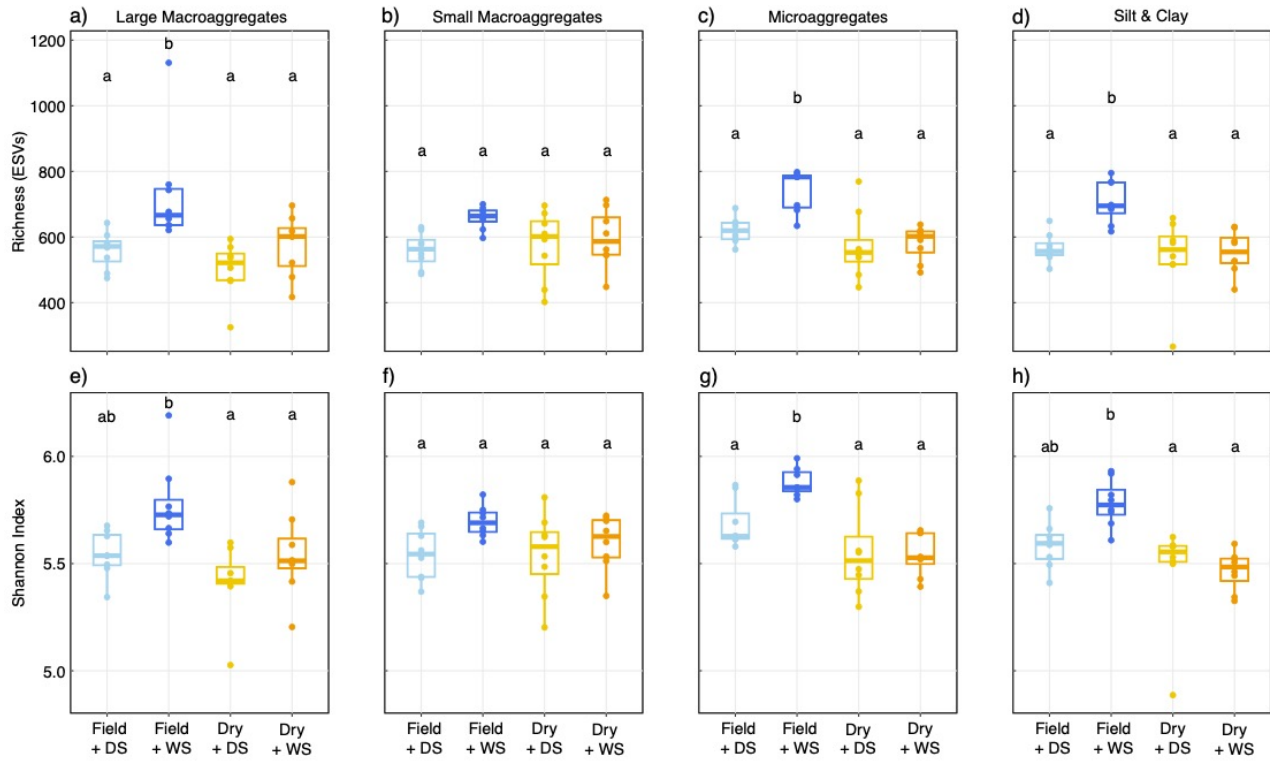 a) Large Macroaggregates
b) Small Macroaggregates
c) Microaggregates
d) Silt & Clay
Richness (ESVs)
1200
1000
800
600
400
a b a a
a a a a
a b a a
a b a a
e)
f)
g)
h)
Shannon Index
6.0
5.5
5.0
ab b a a
a a a a
a b a a
ab b a a
Field + DS
Field + WS
Dry + DS
Dry + WS
Field + DS
Field + WS
Dry + DS
Dry + WS
Field + DS
Field + WS
Dry + DS
Dry + WS
Field + DS
Field + WS
Dry + DS
Dry + WS